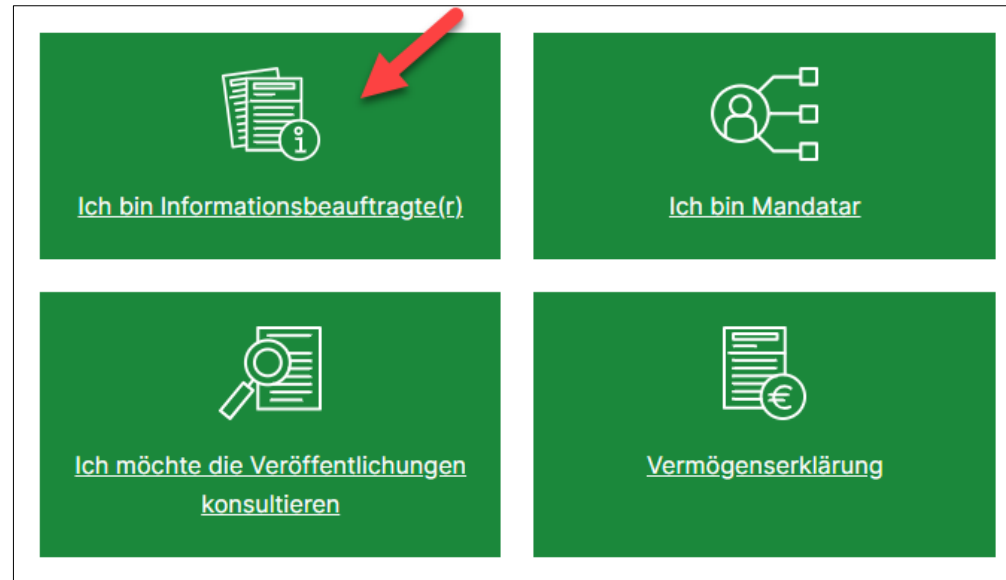 Ich bin Informationsbeauftragte(r)
Ich bin Mandatar
Ich möchte die Veröffentlichungen
konsultieren
Vermögenserklärung